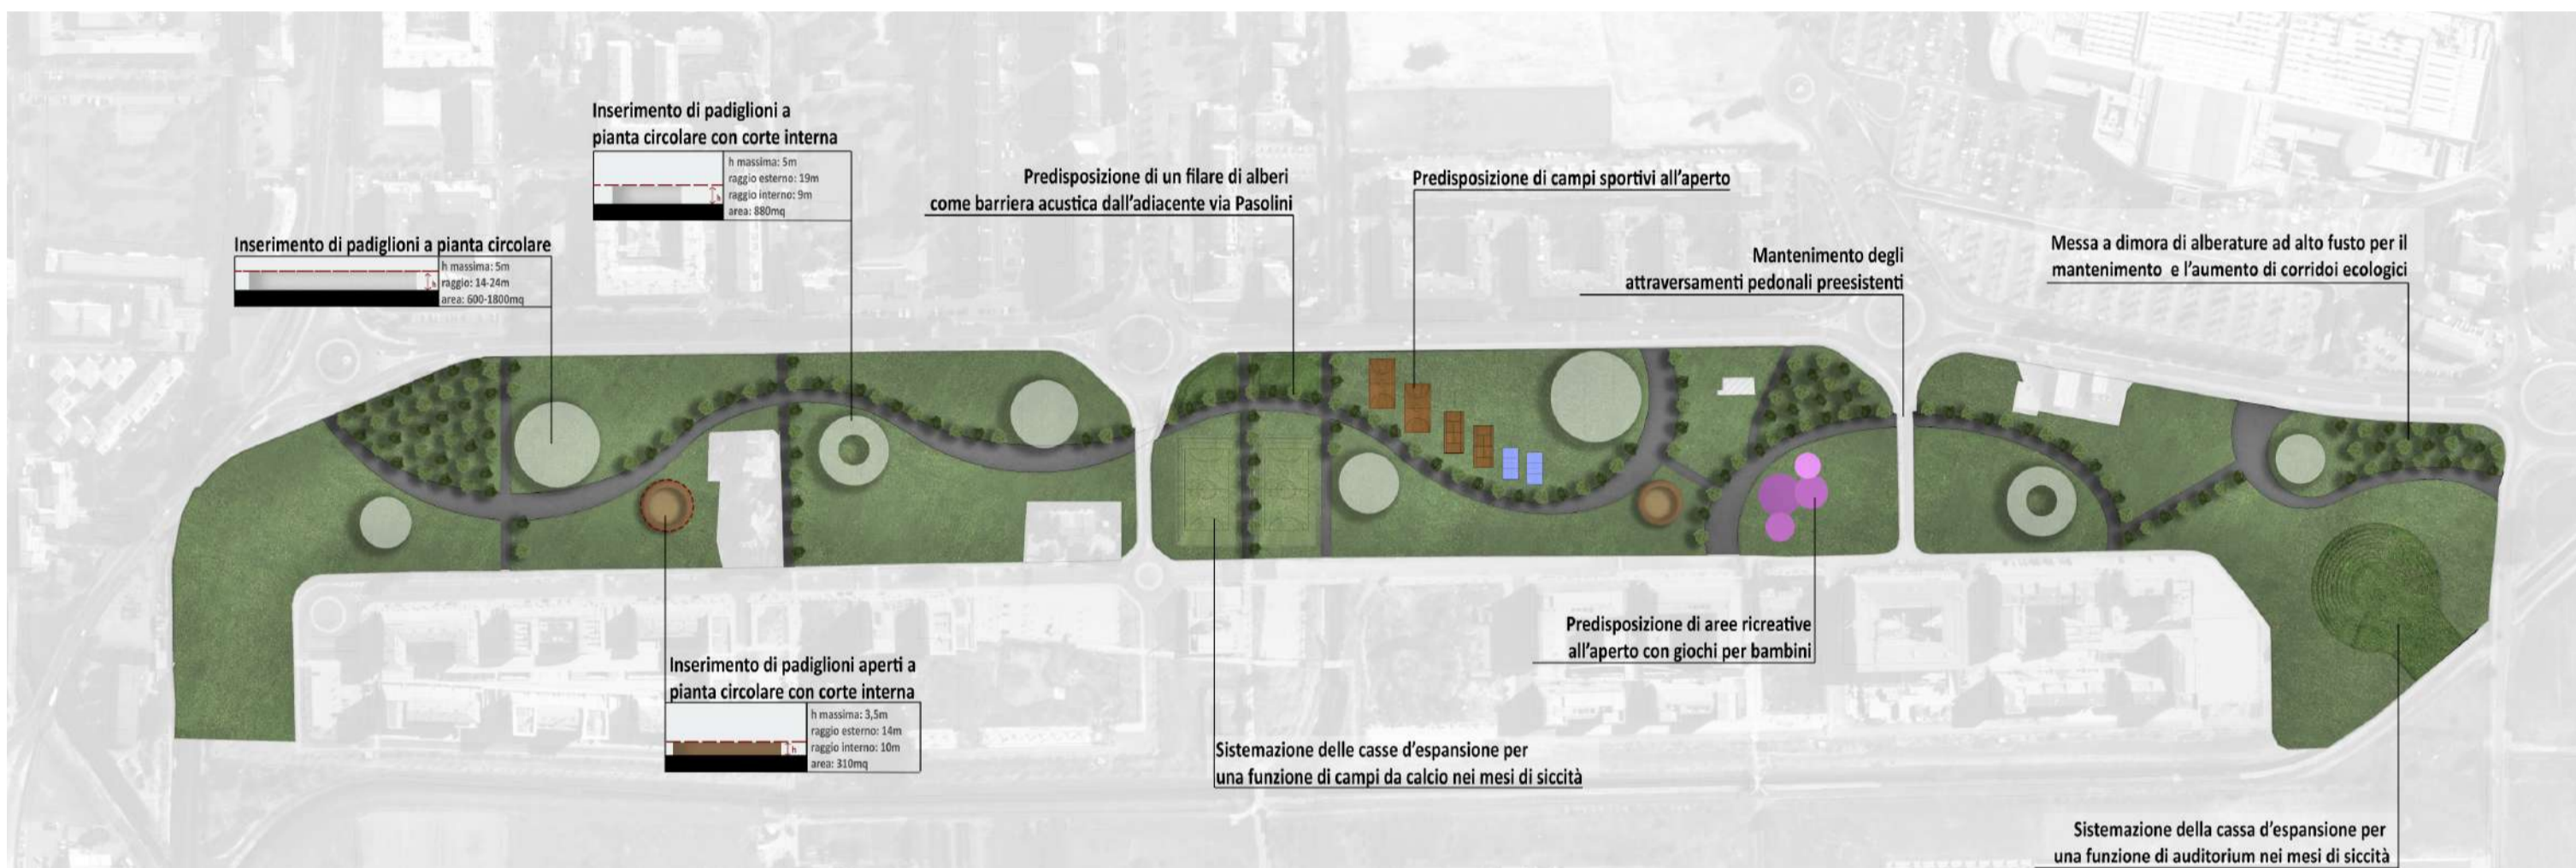 Inserimento di padiglioni a
pianta circolare con corte interna
h massima: 5m
raggio esterno: 19m
raggio interno: 9m
area: 880mq
h
Inserimento di padiglioni a pianta circolare
h massima: 5m
raggio: 14-24m
area: 600-1800mq
h
Predisposizione di un filare di alberi
come barriera acustica dall'adiacente via Pasolini
Predisposizione di campi sportivi all'aperto
Mantenimento degli
attraversamenti pedonali preesistenti
Messa a dimora di alberature ad alto fusto per il
mantenimento e l'aumento di corridoi ecologici
Inserimento di padiglioni aperti a
pianta circolare con corte interna
h massima: 3,5m
raggio esterno: 14m
raggio interno: 10m
area: 310mq
h
Predisposizione di aree ricreative
all'aperto con giochi per bambini
Sistemazione delle casse d'espansione per
una funzione di campi da calcio nei mesi di siccità
Sistemazione della cassa d'espansione per
una funzione di auditorium nei mesi di siccità